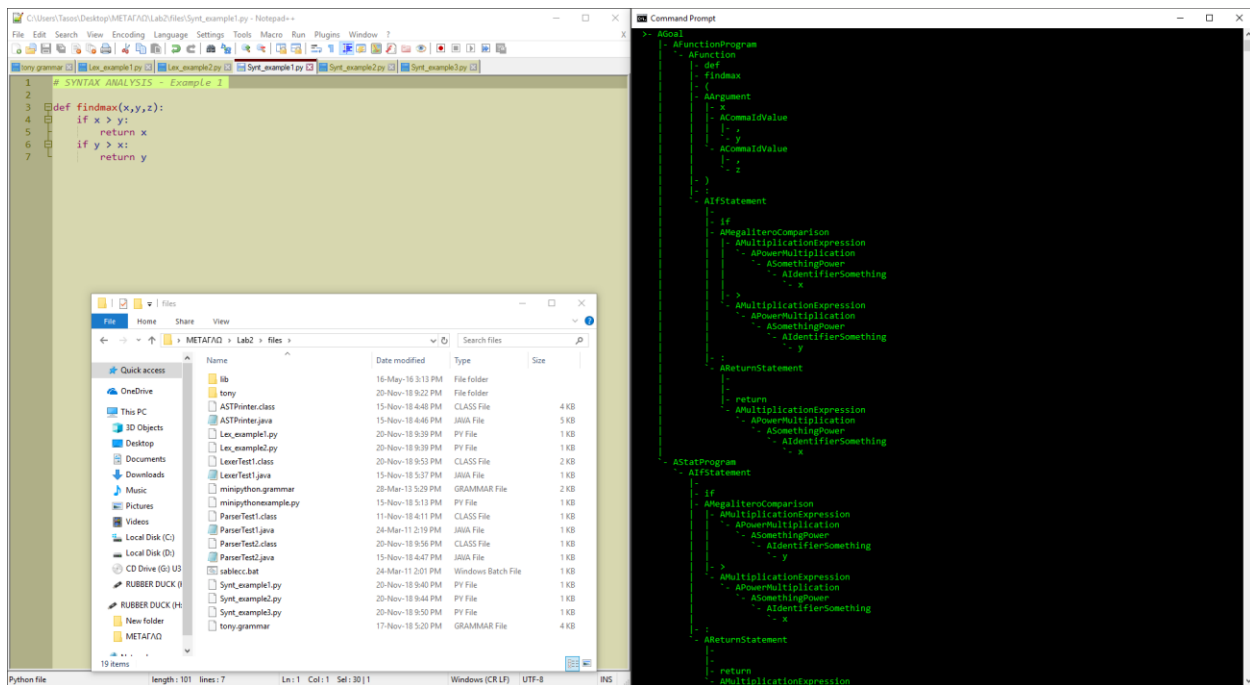 C:\Users\Tasos\Desktop\ΜΕΤΑΓΛΩ\Lab2\files\Synt_example1.py - Notepad++
File Edit Search View Encoding Language Settings Tools Macro Run Plugins Window ?
X
tony grammar
Lex_example1.py
Lex_example2.py
Synt_example1.py
Synt_example2.py
Synt_example3.py
1 # SYNTAX ANALYSIS - Example 1
2
3 def findmax(x,y,z):
4 if x > y:
5 return x
6 if y > x:
7 return y
files
File Home Share View
ΜΕΤΑΓΛΩ > Lab2 > files >
Search files
Name Date modified Type Size
Quick access
OneDrive
This PC
3D Objects
Desktop
Documents
Downloads
Music
Pictures
Videos
Local Disk (C:)
Local Disk (D:)
CD Drive (G:) U3
RUBBER DUCK (
RUBBER DUCK (H:
New folder
ΜΕΤΑΓΛΩ
lib 16-May-16 3:13 PM File folder
tony 20-Nov-18 9:22 PM File folder
ASTPrinter.class 15-Nov-18 4:48 PM CLASS File 4 KB
ASTPrinter.java 15-Nov-18 4:46 PM JAVA File 5 KB
Lex_example1.py 20-Nov-18 9:39 PM PY File 1 KB
Lex_example2.py 20-Nov-18 9:39 PM PY File 1 KB
LexerTest1.class 20-Nov-18 9:53 PM CLASS File 2 KB
LexerTest1.java 15-Nov-18 5:37 PM JAVA File 1 KB
minipython.grammar 28-Mar-13 5:29 PM GRAMMAR File 2 KB
minipythonexample.py 15-Nov-18 5:13 PM PY File 1 KB
ParserTest1.class 11-Nov-18 4:11 PM CLASS File 1 KB
ParserTest1.java 24-Mar-11 2:19 PM JAVA File 1 KB
ParserTest2.class 20-Nov-18 9:56 PM CLASS File 1 KB
ParserTest2.java 15-Nov-18 4:47 PM JAVA File 1 KB
sablecc.bat 24-Mar-11 2:01 PM Windows Batch File 1 KB
Synt_example1.py 20-Nov-18 9:40 PM PY File 1 KB
Synt_example2.py 20-Nov-18 9:44 PM PY File 1 KB
Synt_example3.py 20-Nov-18 9:50 PM PY File 1 KB
tony.grammar 17-Nov-18 5:20 PM GRAMMAR File 4 KB
19 items
Python file length : 101 lines : 7 Ln : 1 Col : 1 Sel : 30 | 1 Windows (CR LF) UTF-8 INS
Command Prompt
>- AGoal
|- AFunctionProgram
| `- AFunction
| |- def
| |- findmax
| |- (
| |- AArgument
| | |- x
| | |- ACommaIdValue
| | | |- ,
| | | `- y
| | `- ACommaIdValue
| | |- ,
| | `- z
| |- )
| |- :
| `- AIfStatement
| |-
| |- if
| |- AMegaliteroComparison
| | |- AMultiplicationExpression
| | | `- APowerMultiplication
| | | `- ASomethingPower
| | | `- AIdentifierSomething
| | | `- x
| | |- >
| | `- AMultiplicationExpression
| | `- APowerMultiplication
| | `- ASomethingPower
| | `- AIdentifierSomething
| | `- y
| |- :
| `- AReturnStatement
| |-
| |-
| |- return
| `- AMultiplicationExpression
| `- APowerMultiplication
| `- ASomethingPower
| `- AIdentifierSomething
| `- x
`- AStatProgram
`- AIfStatement
|-
|- if
|- AMegaliteroComparison
| |- AMultiplicationExpression
| | `- APowerMultiplication
| | `- ASomethingPower
| | `- AIdentifierSomething
| | `- y
| |- >
| `- AMultiplicationExpression
| `- APowerMultiplication
| `- ASomethingPower
| `- AIdentifierSomething
| `- x
|- :
`- AReturnStatement
|-
|-
|- return
`- AMultiplicationExpression